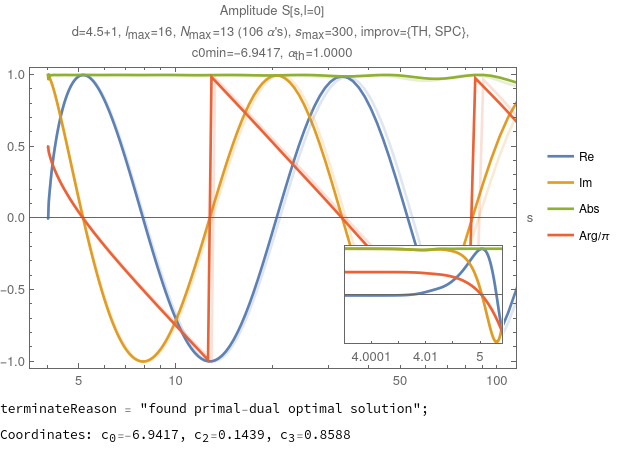 Amplitude S[s,l=0]
d=4.5+1, lmax=16, Nmax=13 (106 α's), smax=300, improv={TH, SPC},
c0min=-6.9417, αth=1.0000
1.0
0.5
0.0
-0.5
-1.0
s
Re
Im
Abs
Arg/π
4.0001 4.01 5
5 10 50 100
terminateReason = "found primal-dual optimal solution";
Coordinates: c0=-6.9417, c2=0.1439, c3=0.8588